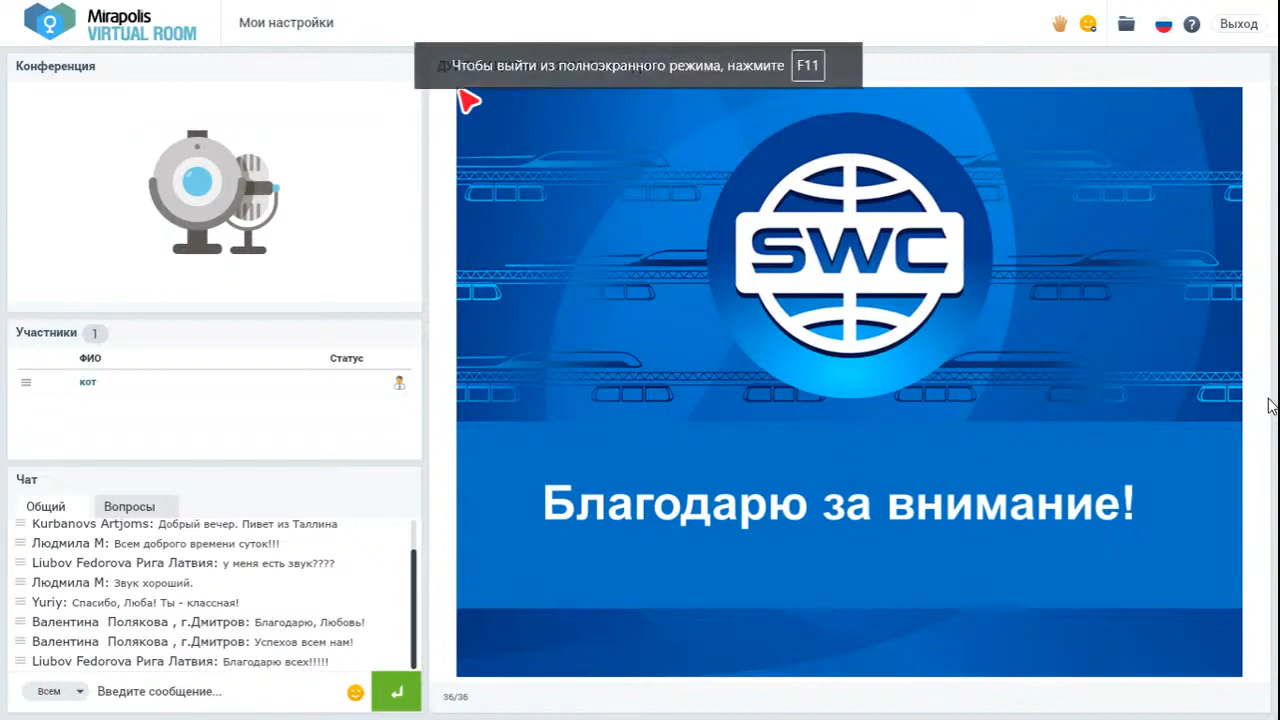 Mirapolis
VIRTUAL ROOM
Мои настройки
Выход
Конференция
Чтобы выйти из полноэкранного режима, нажмите F11
SWC
Участники 1
ФИО Статус
кот
Чат
Общий Вопросы
Kurbanovs Artjoms: Добрый вечер. Пивет из Таллина
Людмила М: Всем доброго времени суток!!!
Liubov Fedorova Рига Латвия: у меня есть звук????
Людмила М: Звук хороший.
Yuriy: Спасибо, Люба! Ты - классная!
Валентина Полякова , г.Дмитров: Благодарю, Любовь!
Валентина Полякова , г.Дмитров: Успехов всем нам!
Liubov Fedorova Рига Латвия: Благодарю всех!!!!!
Всем Введите сообщение...
Благодарю за внимание!
36/36